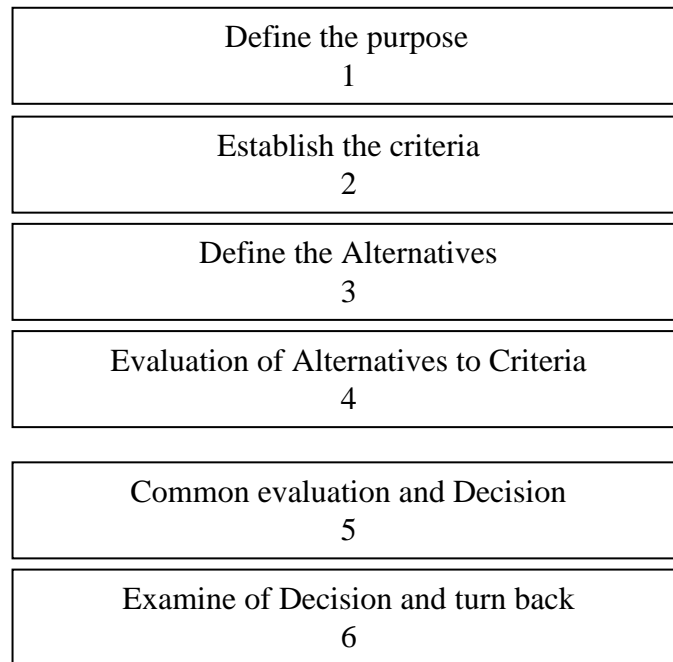 Define the purpose
1
Establish the criteria
2
Define the Alternatives
3
Evaluation of Alternatives to Criteria
4
Common evaluation and Decision
5
Examine of Decision and turn back
6